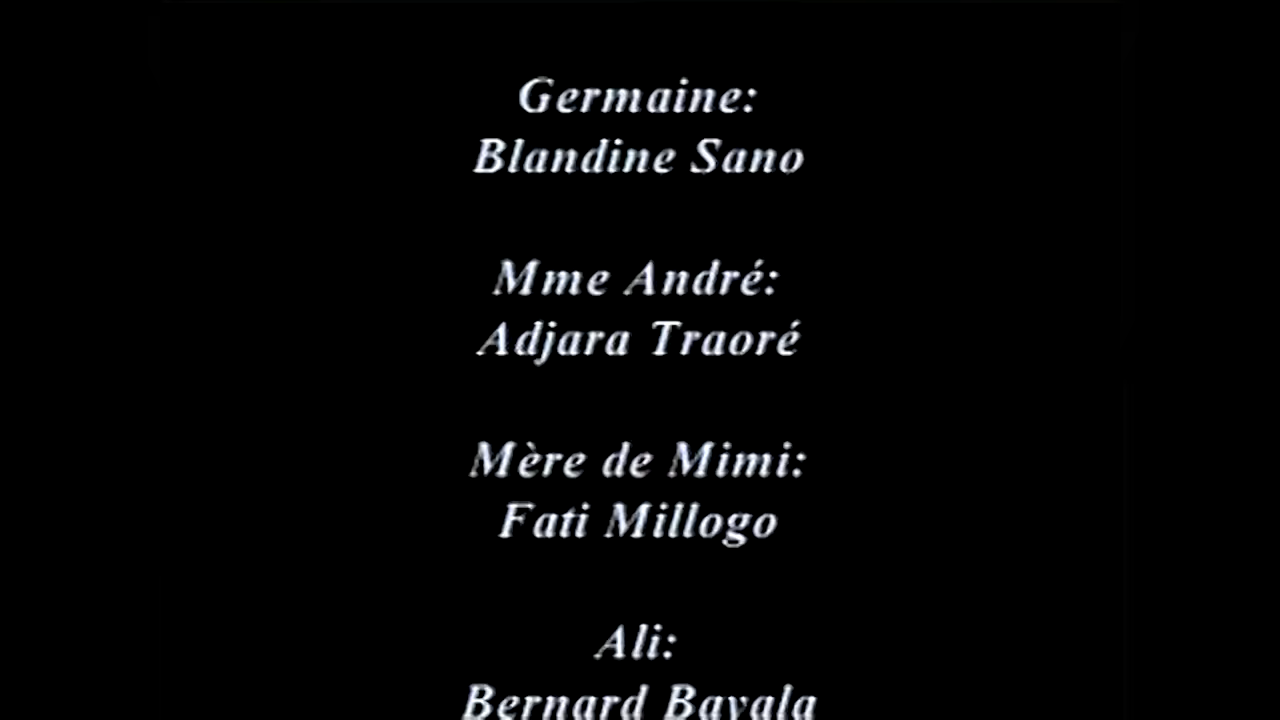 Germaine:
Blandine Sano
Mme André:
Adjara Traoré
Mère de Mimi:
Fati Millogo
Ali:
Bernard Bayala